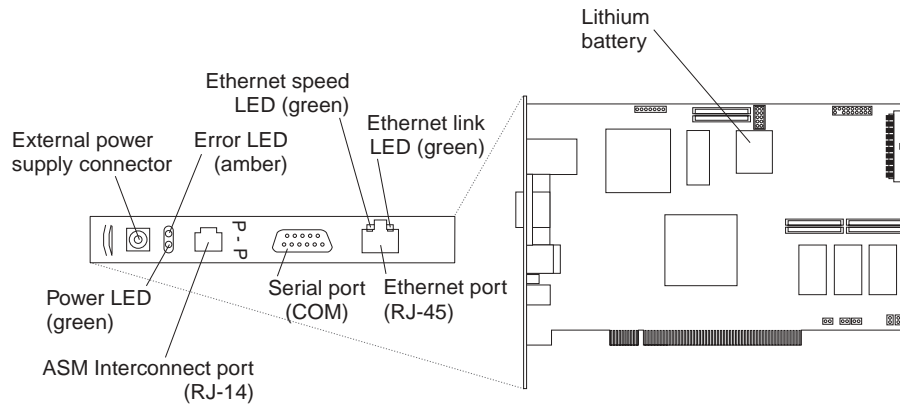 Lithium
battery
Ethernet speed
LED (green)
Ethernet link
LED (green)
External power
supply connector
Error LED
(amber)
P - P
Power LED
(green)
Serial port
(COM)
Ethernet port
(RJ-45)
ASM Interconnect port
(RJ-14)